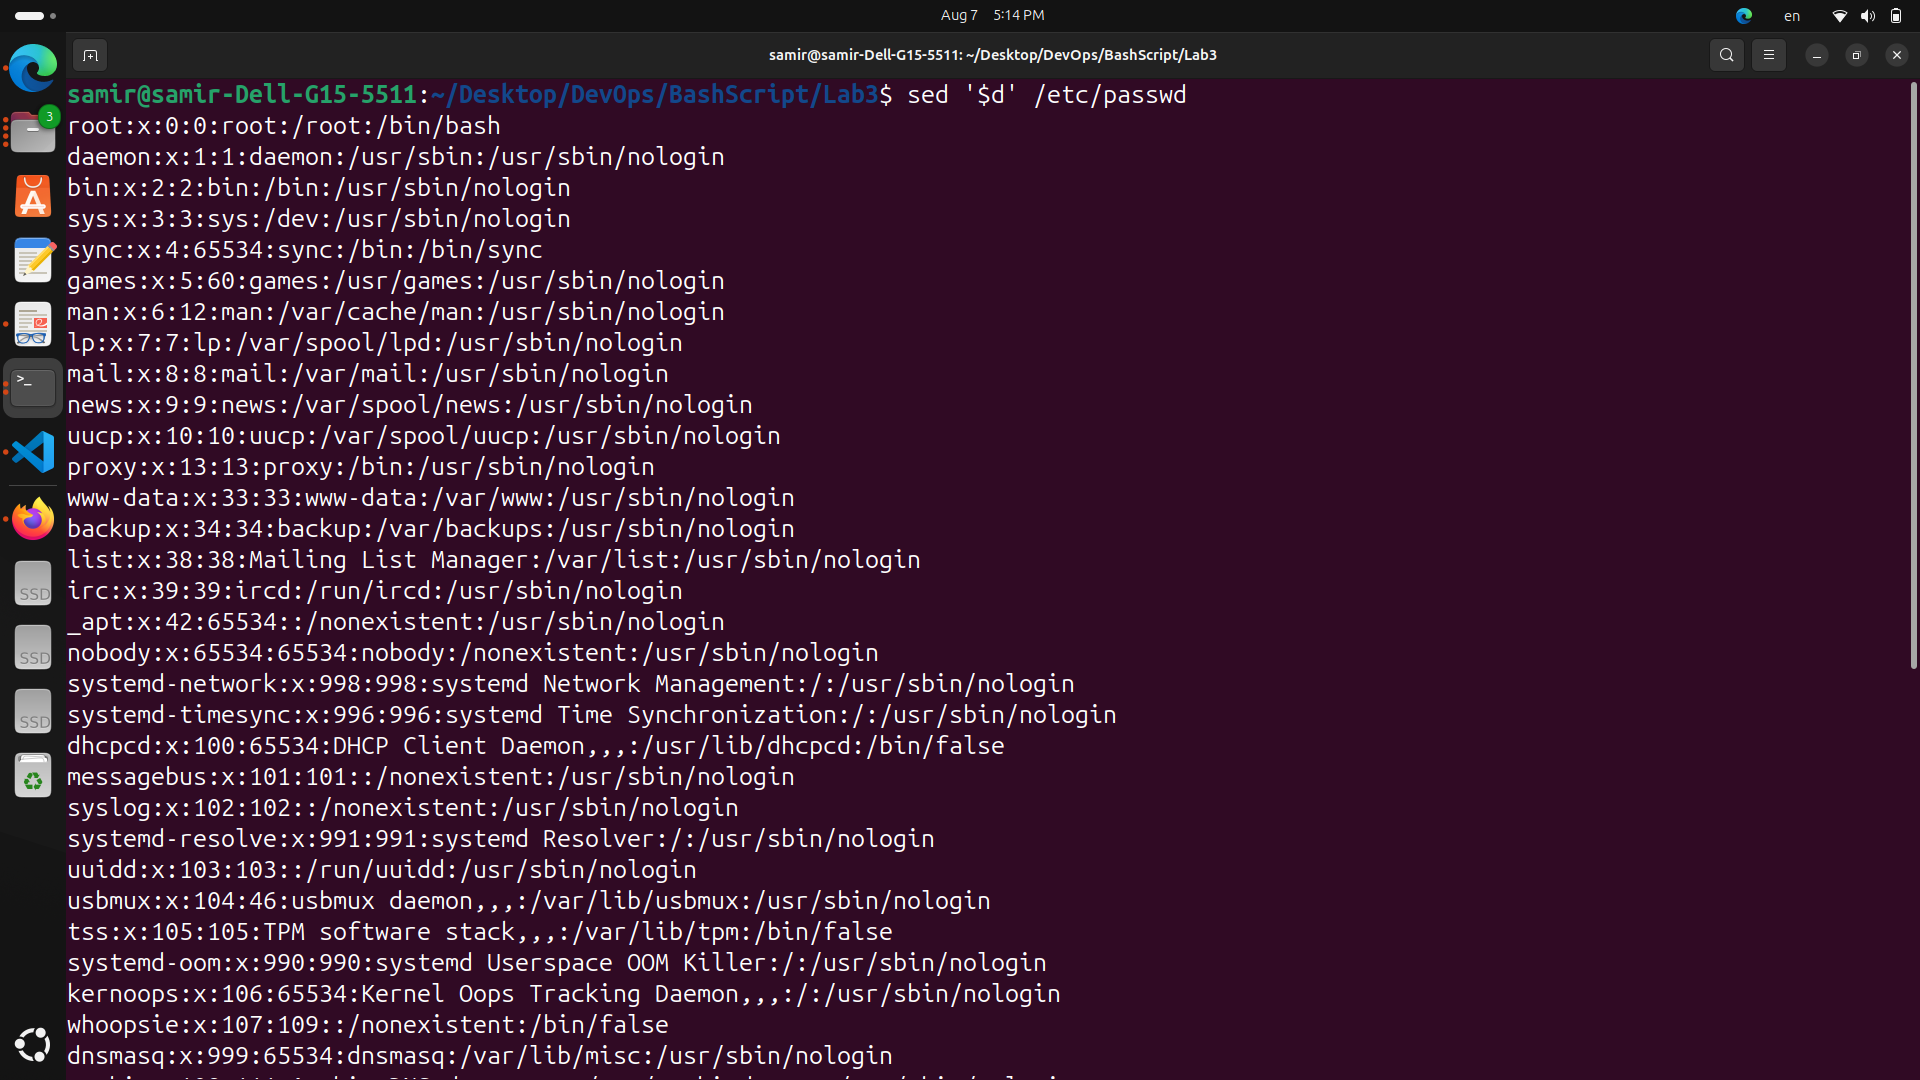 Aug 7 5:14 PM
en
samir@samir-Dell-G15-5511: ~/Desktop/DevOps/BashScript/Lab3
3
samir@samir-Dell-G15-5511:~/Desktop/DevOps/BashScript/Lab3$ sed '$d' /etc/passwd
root:x:0:0:root:/root:/bin/bash
daemon:x:1:1:daemon:/usr/sbin:/usr/sbin/nologin
bin:x:2:2:bin:/bin:/usr/sbin/nologin
sys:x:3:3:sys:/dev:/usr/sbin/nologin
sync:x:4:65534:sync:/bin:/bin/sync
games:x:5:60:games:/usr/games:/usr/sbin/nologin
man:x:6:12:man:/var/cache/man:/usr/sbin/nologin
lp:x:7:7:lp:/var/spool/lpd:/usr/sbin/nologin
mail:x:8:8:mail:/var/mail:/usr/sbin/nologin
news:x:9:9:news:/var/spool/news:/usr/sbin/nologin
uucp:x:10:10:uucp:/var/spool/uucp:/usr/sbin/nologin
proxy:x:13:13:proxy:/bin:/usr/sbin/nologin
www-data:x:33:33:www-data:/var/www:/usr/sbin/nologin
backup:x:34:34:backup:/var/backups:/usr/sbin/nologin
list:x:38:38:Mailing List Manager:/var/list:/usr/sbin/nologin
irc:x:39:39:ircd:/run/ircd:/usr/sbin/nologin
_apt:x:42:65534::/nonexistent:/usr/sbin/nologin
nobody:x:65534:65534:nobody:/nonexistent:/usr/sbin/nologin
systemd-network:x:998:998:systemd Network Management:/:/usr/sbin/nologin
systemd-timesync:x:996:996:systemd Time Synchronization:/:/usr/sbin/nologin
dhcpcd:x:100:65534:DHCP Client Daemon,,,:/usr/lib/dhcpcd:/bin/false
messagebus:x:101:101::/nonexistent:/usr/sbin/nologin
syslog:x:102:102::/nonexistent:/usr/sbin/nologin
systemd-resolve:x:991:991:systemd Resolver:/:/usr/sbin/nologin
uuidd:x:103:103::/run/uuidd:/usr/sbin/nologin
usbmux:x:104:46:usbmux daemon,,,:/var/lib/usbmux:/usr/sbin/nologin
tss:x:105:105:TPM software stack,,,:/var/lib/tpm:/bin/false
systemd-oom:x:990:990:systemd Userspace OOM Killer:/:/usr/sbin/nologin
kernoops:x:106:65534:Kernel Oops Tracking Daemon,,,:/:/usr/sbin/nologin
whoopsie:x:107:109::/nonexistent:/bin/false
dnsmasq:x:999:65534:dnsmasq:/var/lib/misc:/usr/sbin/nologin
SSD
SSD
SSD